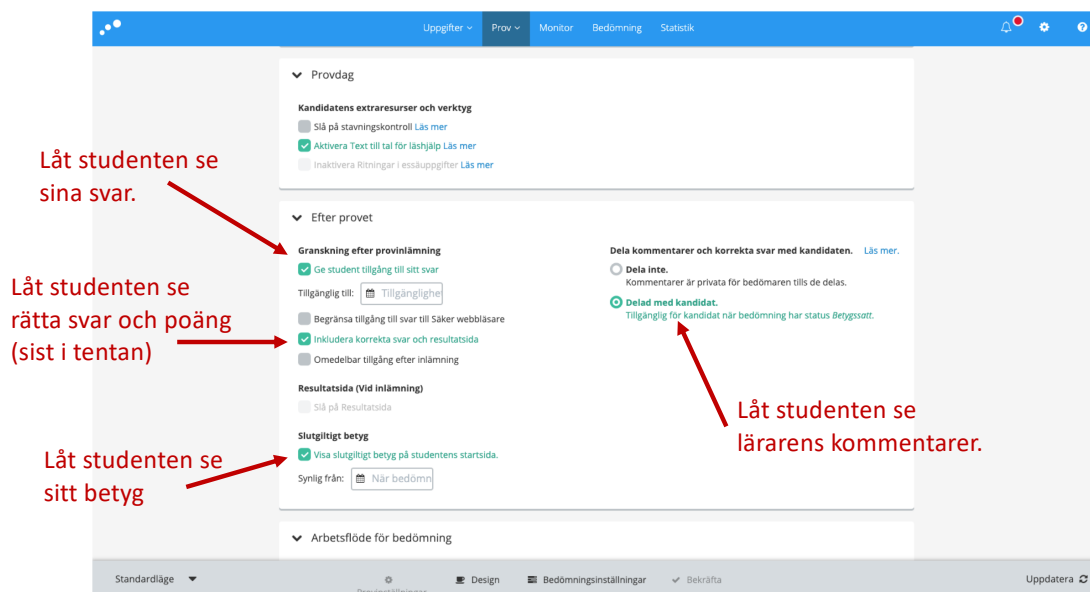 Uppgifter Prov Monitor Bedömning Statistik
Provdag
Kandidatens extraresurser och verktyg
Slå på stavningskontroll Läs mer
Aktivera Text till tal för läshjälp Läs mer
Inaktivera Ritningar i essäuppgifter Läs mer
Låt studenten se
sina svar.
Efter provet
Granskning efter provinlämning
Ge student tillgång till sitt svar
Tillgänglig till: Tillgänglighe
Begränsa tillgång till svar till Säker webbläsare
Inkludera korrekta svar och resultatsida
Omedelbar tillgång efter inlämning
Låt studenten se
rätta svar och poäng
(sist i tentan)
Resultatsida (Vid inlämning)
Slå på Resultatsida
Slutgiltigt betyg
Visa slutgiltigt betyg på studentens startsida.
Synlig från: När bedömn
Låt studenten se
sitt betyg
Dela kommentarer och korrekta svar med kandidaten. Läs mer.
Dela inte.
Kommentarer är privata för bedömaren tills de delas.
Delad med kandidat.
Tillgänglig för kandidat när bedömning har status Betygssatt.
Låt studenten se
lärarens kommentarer.
Arbetsflöde för bedömning
Standardläge Design Bedömningsinställningar Bekräfta Uppdatera